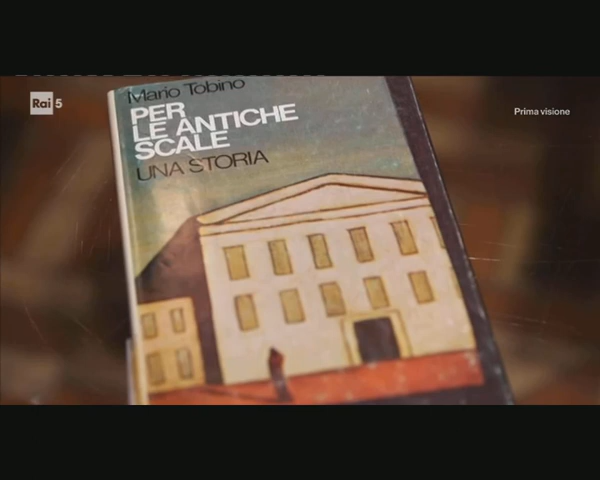 Rai 5
Prima visione
Mario Tobino
PER
LE ANTICHE
SCALE
UNA STORIA